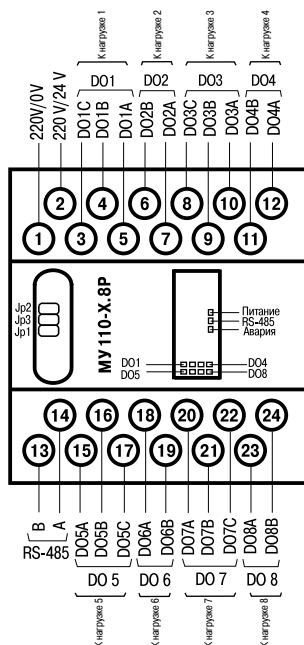 К нагрузке 1
К нагрузке 2
К нагрузке 3
К нагрузке 4
DO1
DO2
DO3
DO4
220V/0V
220V/24 V
DO1C
DO1B
DO1A
DO2B
DO2A
DO3C
DO3B
DO3A
DO4B
DO4A
2
4
6
8
10
12
1
3
5
7
9
11
Jp2
Jp3
Jp1
МУ 110-Х.8Р
Питание
RS-485
Авария
DO1
DO4
DO5
DO8
14
16
18
20
22
24
13
15
17
19
21
23
B
A
DO5A
DO5B
DO5C
DO6A
DO6B
DO7A
DO7B
DO7C
DO8A
DO8B
RS-485
DO 5
DO 6
DO 7
DO 8
К нагрузке 5
К нагрузке 6
К нагрузке 7
К нагрузке 8